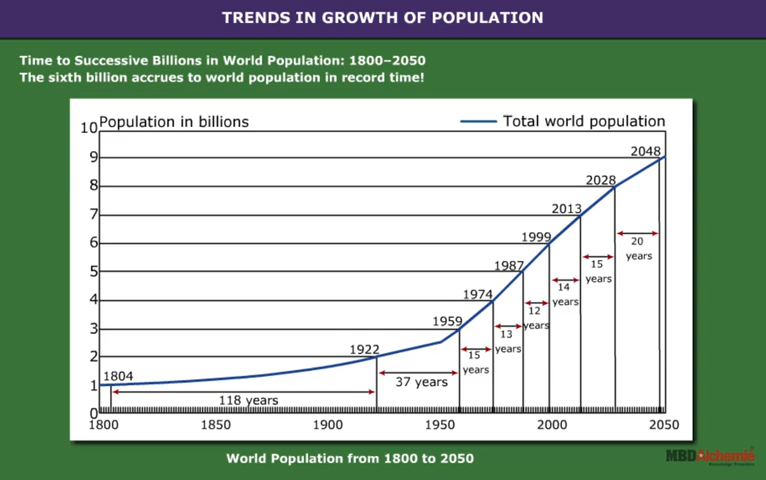 TRENDS IN GROWTH OF POPULATION
Time to Successive Billions in World Population: 1800–2050
The sixth billion accrues to world population in record time!
10 Population in billions
Total world population
9
8
7
6
5
4
3
2
1
0
2048
2028
2013
1999
1987
1974
1959
1922
1804
20
years
15
years
14
years
12
years
13
years
15
years
37 years
118 years
1800 1850 1900 1950 2000 2050
World Population from 1800 to 2050
MBDAlchemie